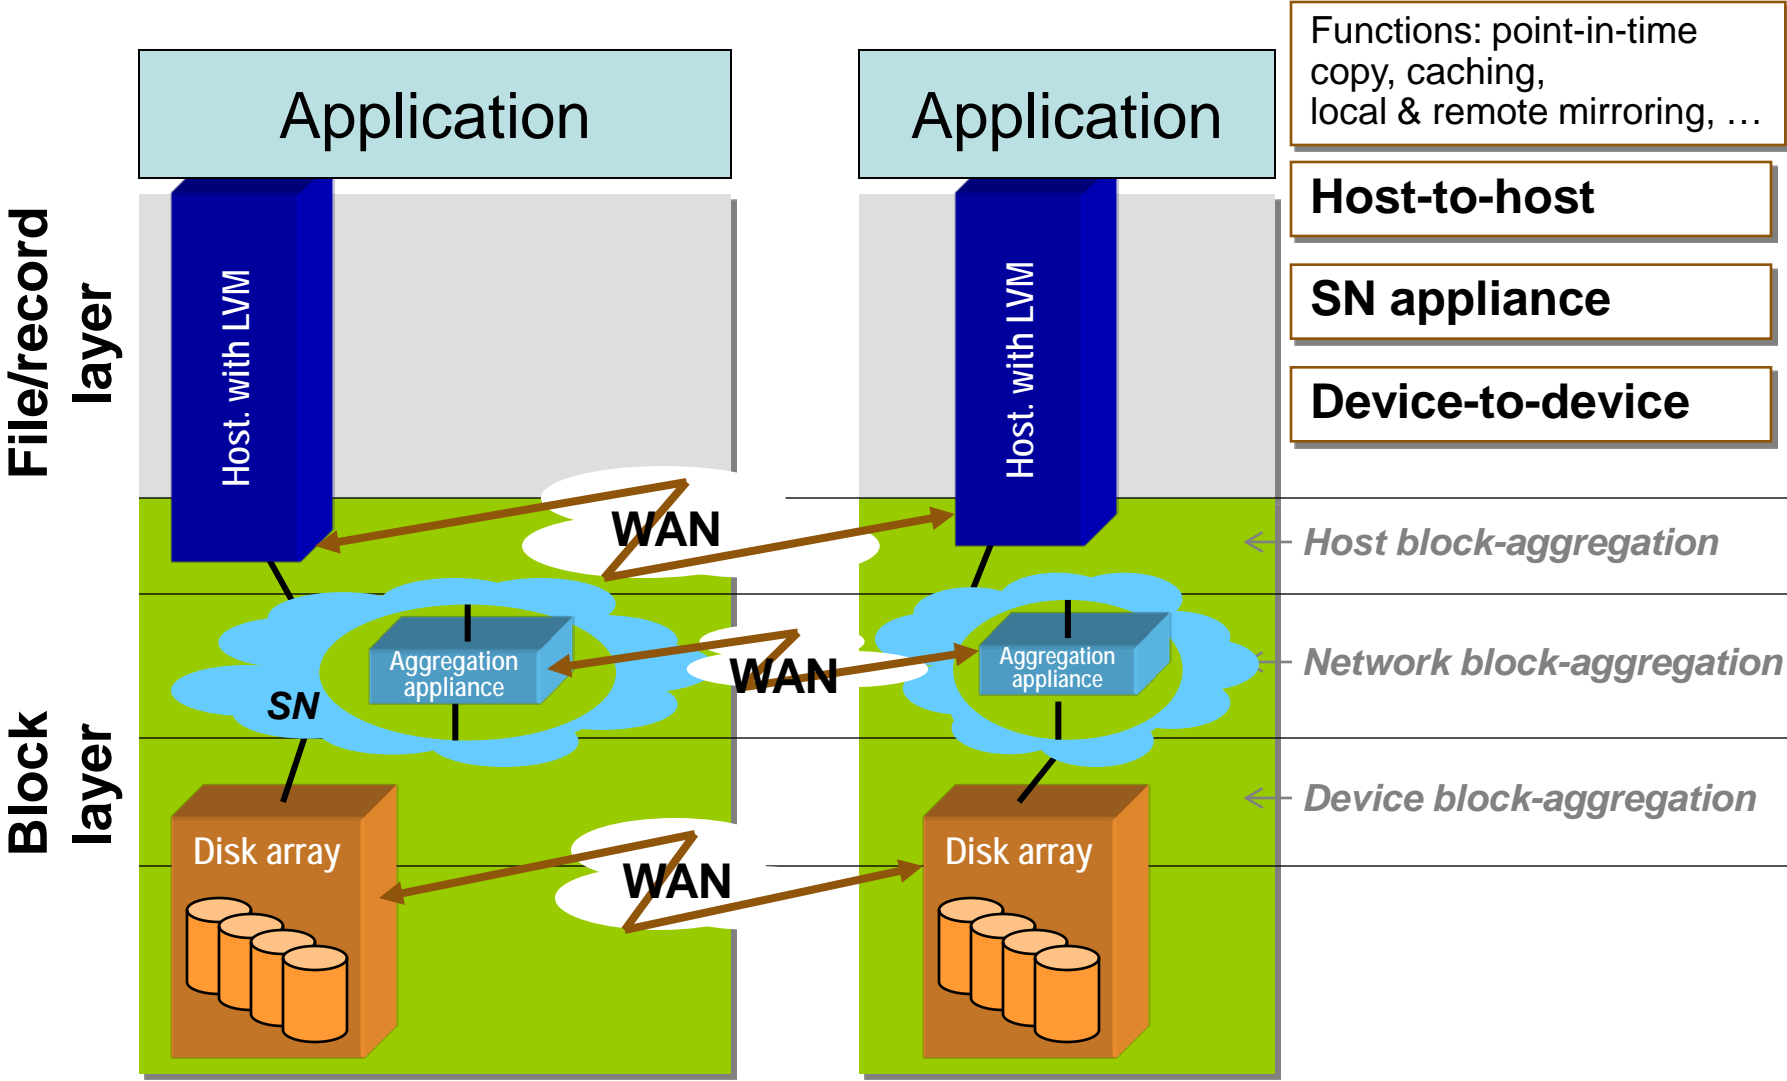 Application
Application
Functions: point-in-time
copy, caching,
local & remote mirroring, …
Host-to-host
SN appliance
Device-to-device
File/record
layer
Host. with LVM
Host. with LVM
WAN
Host block-aggregation
Aggregation
appliance
WAN
Aggregation
appliance
Network block-aggregation
SN
Block
layer
Device block-aggregation
Disk array
WAN
Disk array